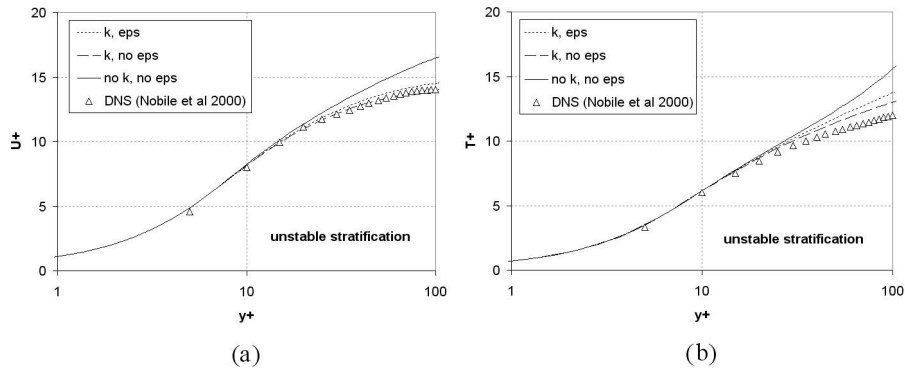 20
15
10
5
0
U+
k, eps
k, no eps
no k, no eps
DNS (Nobile et al 2000)
unstable stratification
1
10
100
y+
(a)
20
15
10
5
0
T+
k, eps
k, no eps
no k, no eps
DNS (Nobile et al 2000)
unstable stratification
1
10
100
y+
(b)